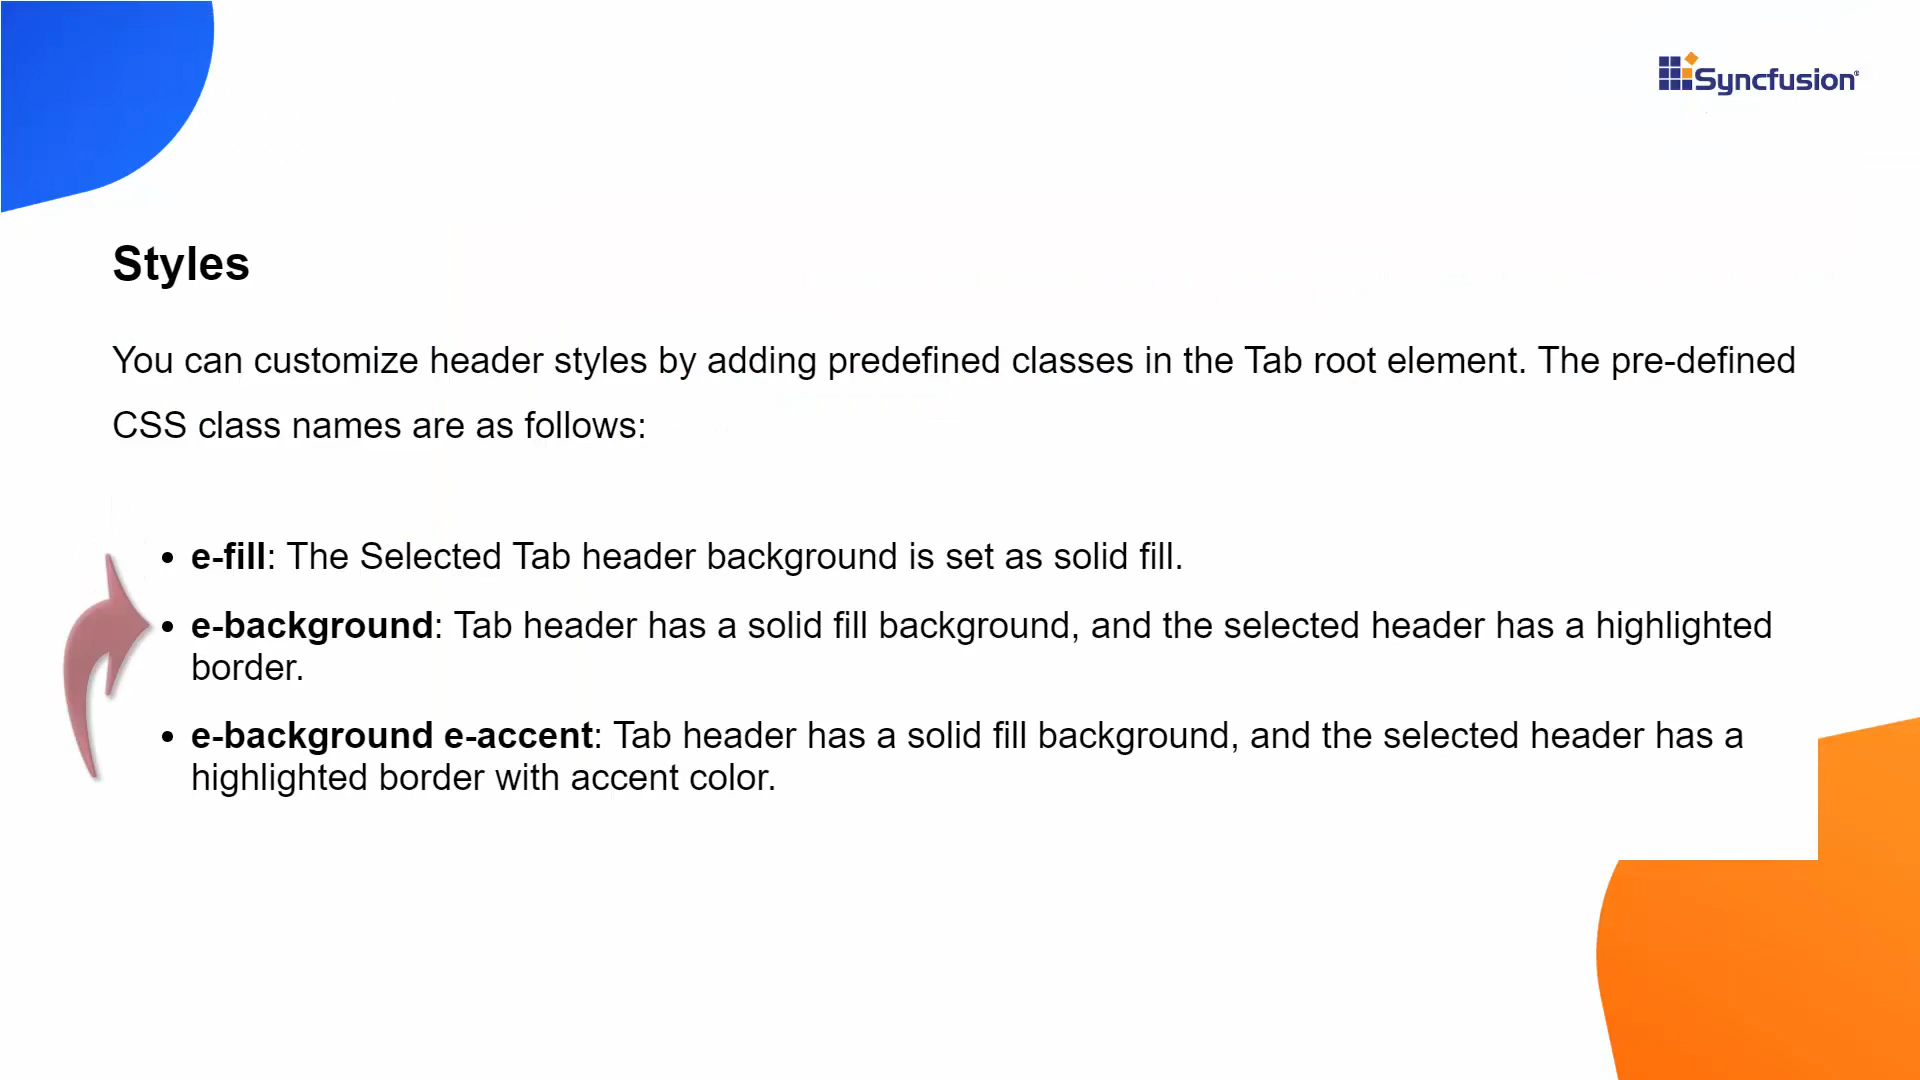 Syncfusion
Styles
You can customize header styles by adding predefined classes in the Tab root element. The pre-defined
CSS class names are as follows:
• e-fill: The Selected Tab header background is set as solid fill.
• e-background: Tab header has a solid fill background, and the selected header has a highlighted
border.
• e-background e-accent: Tab header has a solid fill background, and the selected header has a
highlighted border with accent color.